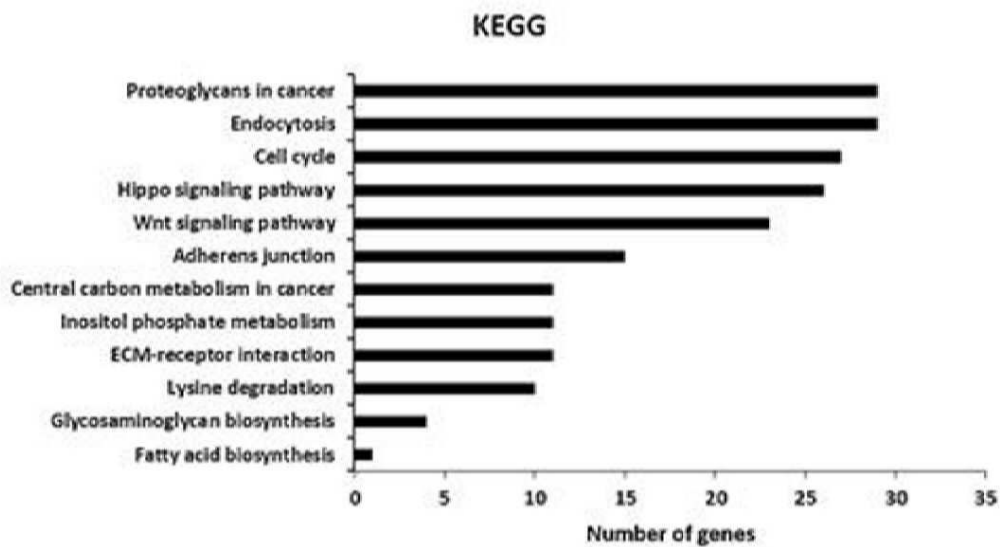 KEGG
Proteoglycans in cancer
Endocytosis
Cell cycle
Hippo signaling pathway
Wnt signaling pathway
Adherens junction
Central carbon metabolism in cancer
Inositol phosphate metabolism
ECM-receptor interaction
Lysine degradation
Glycosaminoglycan biosynthesis
Fatty acid biosynthesis
0 5 10 15 20 25 30 35
Number of genes